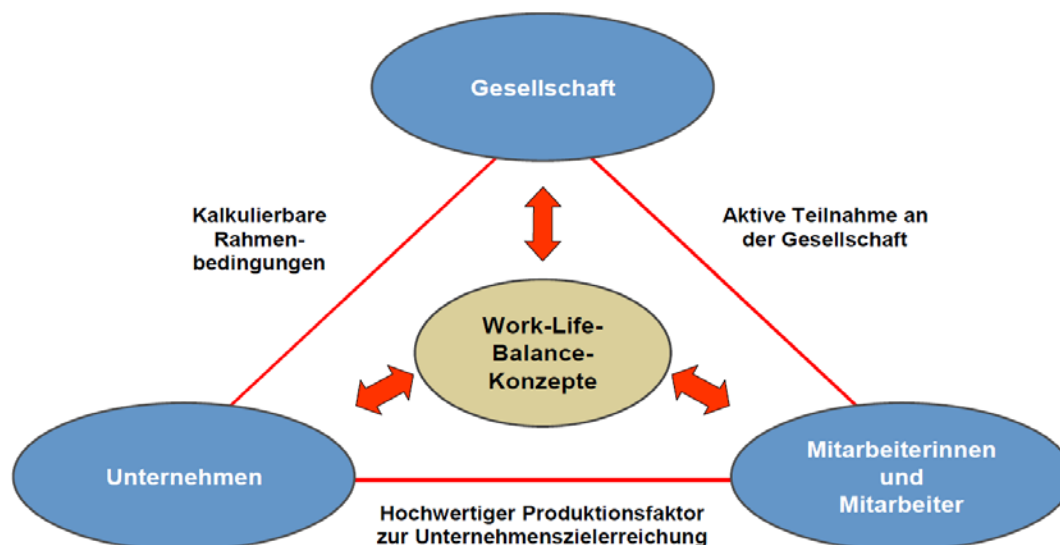 Gesellschaft
Kalkulierbare
Rahmen-
bedingungen
Aktive Teilnahme an
der Gesellschaft
Work-Life-
Balance-
Konzepte
Unternehmen
Mitarbeiterinnen
und
Mitarbeiter
Hochwertiger Produktionsfaktor
zur Unternehmenszielerreichung